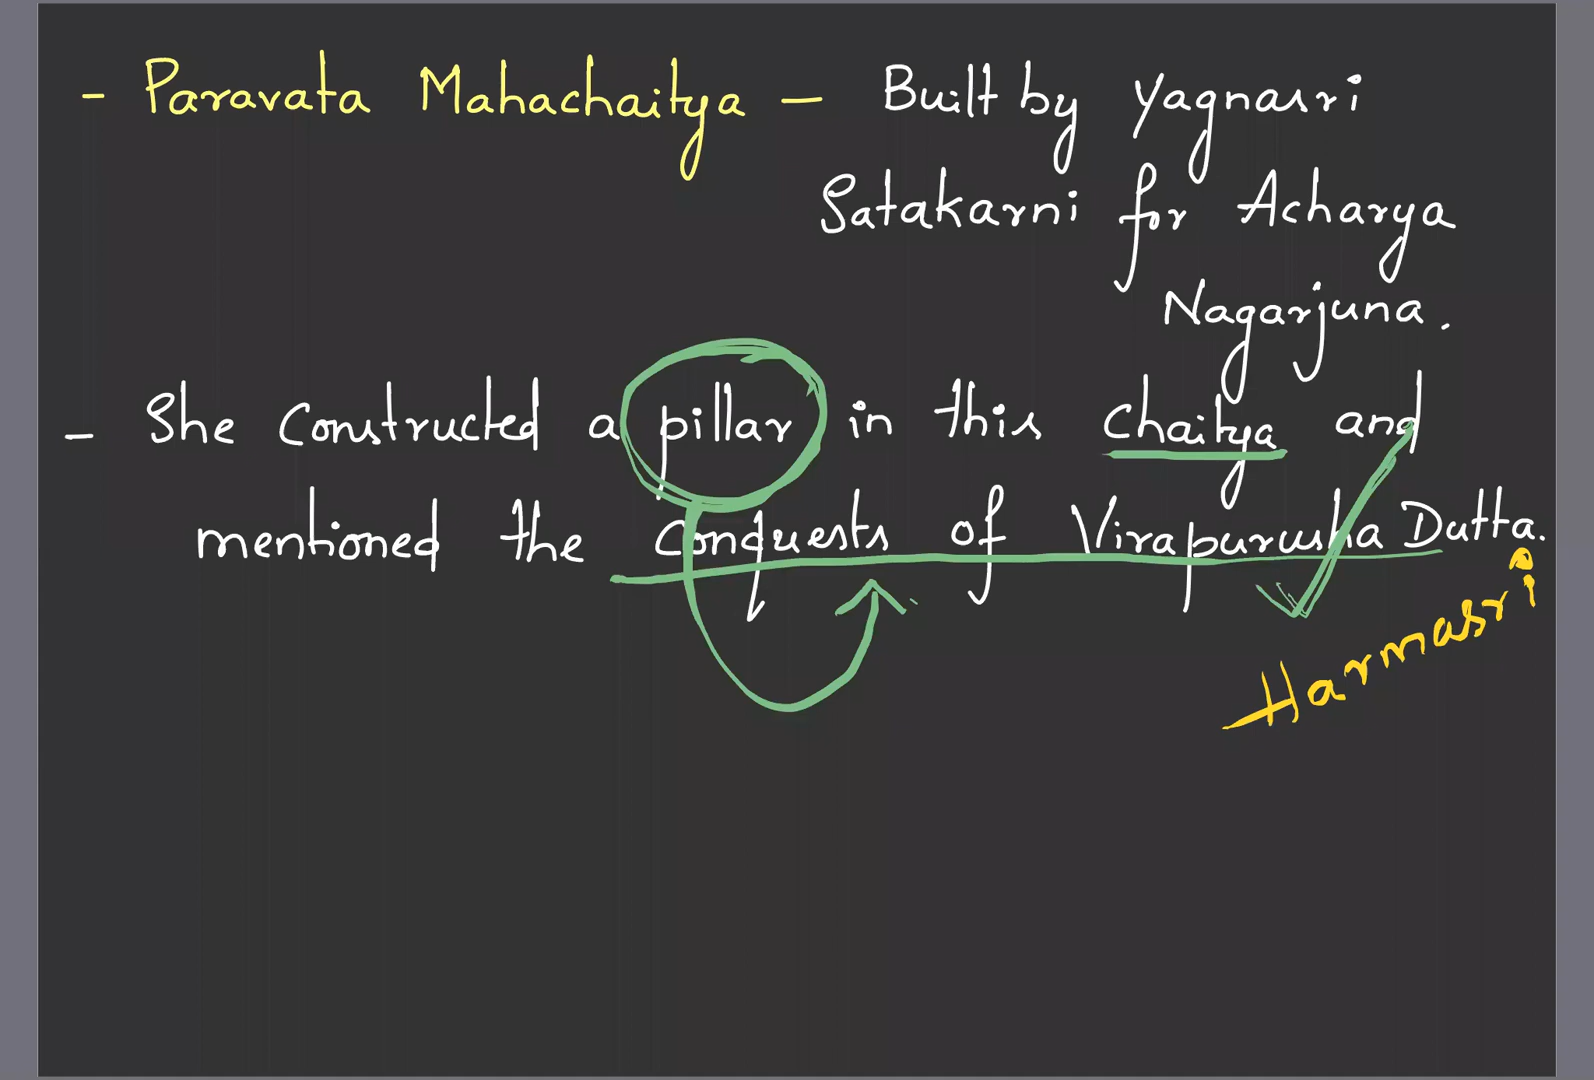 - Paravata Mahachaitya - Built by Yagnasri
Satakarni for Acharya
Nagarjuna.
- She constructed a pillar in this chaitya and
mentioned the conquests of Virapurusha Dutta.
Harmasri